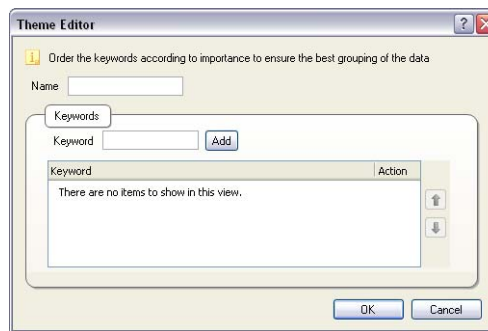 Theme Editor
Order the keywords according to importance to ensure the best grouping of the data
Name
Keywords
Keyword Add
Keyword Action
There are no items to show in this view.
OK Cancel